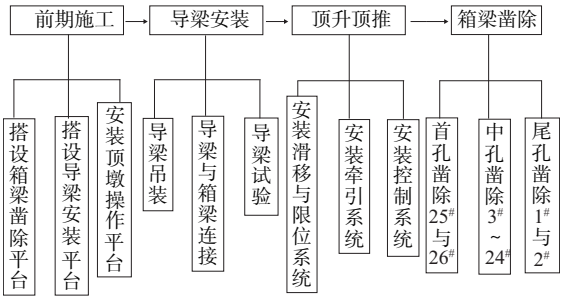 前期施工
导梁安装
顶升顶推
箱梁凿除
搭设箱梁凿除平台
搭设导梁安装平台
安装顶墩操作平台
导梁吊装
导梁与箱梁连接
导梁试验
安装滑移与限位系统
安装牵引系统
安装控制系统
首孔凿除25#与26#
中孔凿除3#~24#
尾孔凿除1#与2#